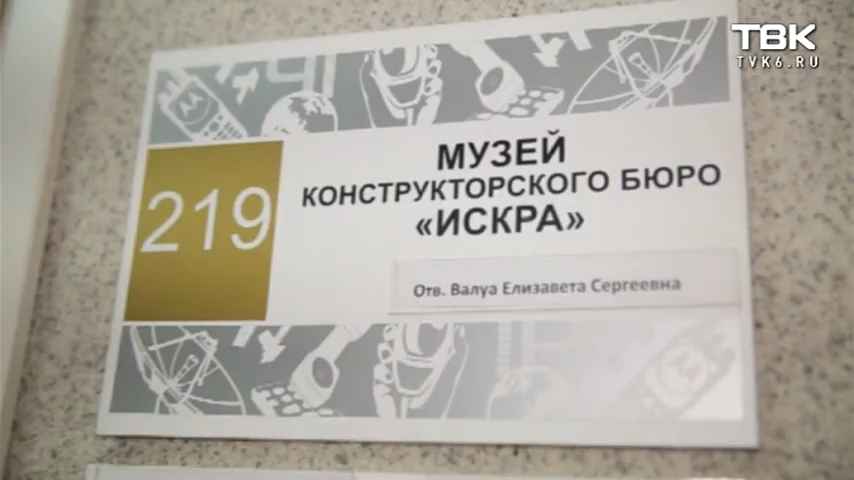 ТВК
TVK6.RU
МУЗЕЙ
КОНСТРУКТОРСКОГО БЮРО
«ИСКРА»
219
Отв. Валуа Елизавета Сергеевна